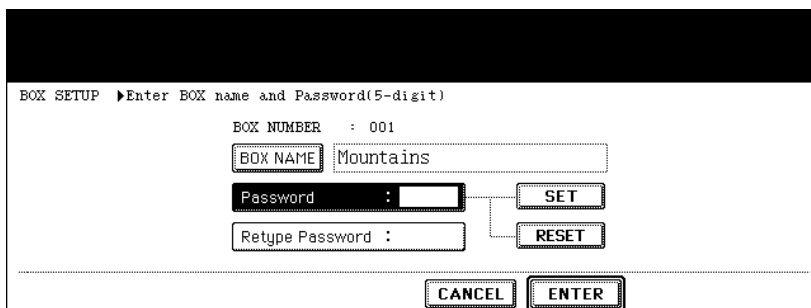 BOX SETUP ▶Enter BOX name and Password(5-digit)
BOX NUMBER : 001
BOX NAME Mountains
Password : SET
Retype Password : RESET
CANCEL ENTER